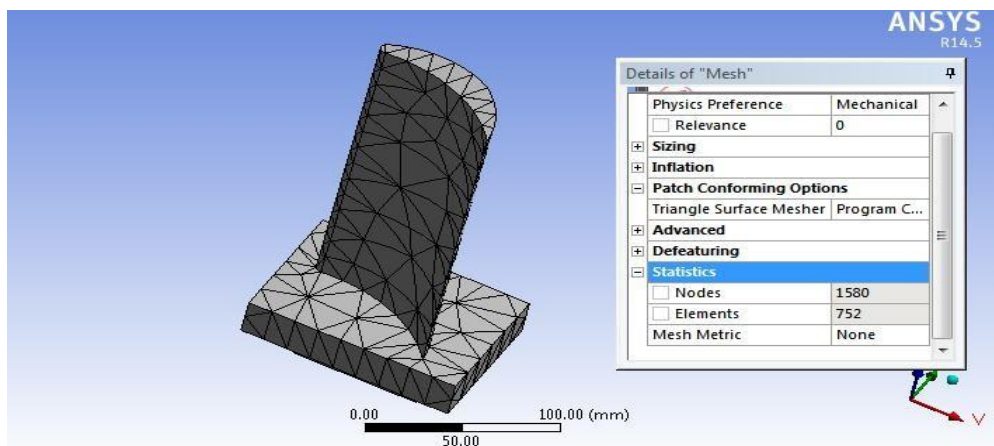 ANSYS
R14.5
Details of "Mesh"
Physics Preference Mechanical
Relevance 0
Sizing
Inflation
Patch Conforming Options
Triangle Surface Mesher Program C...
Advanced
Defeaturing
Statistics
Nodes 1580
Elements 752
Mesh Metric None
0.00 100.00 (mm)
50.00